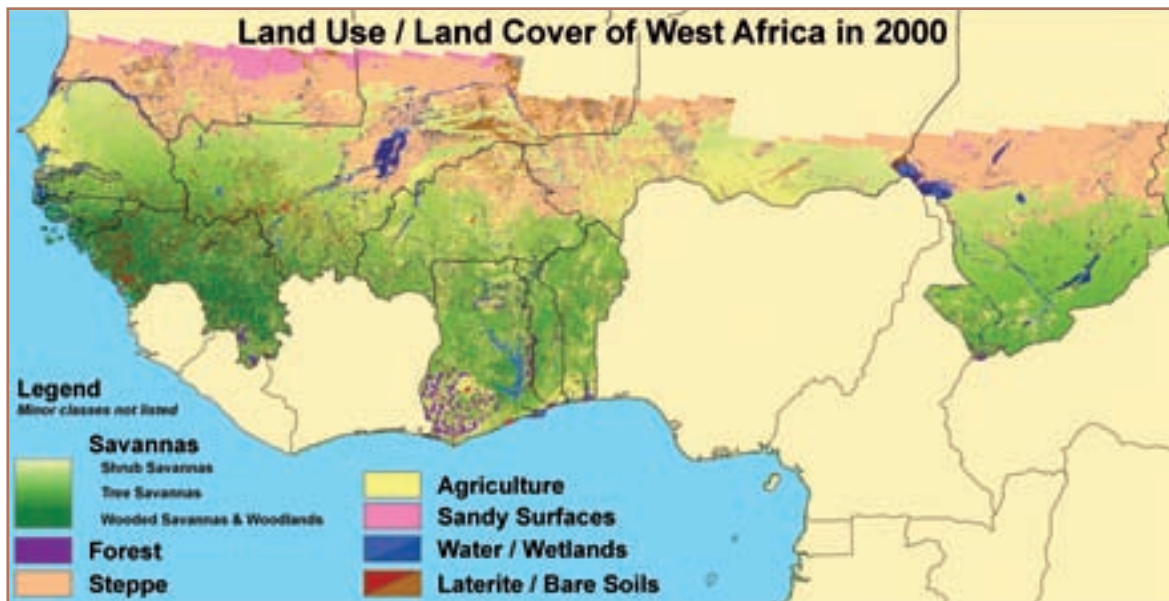 Land Use / Land Cover of West Africa in 2000
Legend
Minor classes not listed
Savannas
Shrub Savannas
Tree Savannas
Wooded Savannas & Woodlands
Forest
Steppe
Agriculture
Sandy Surfaces
Water / Wetlands
Laterite / Bare Soils